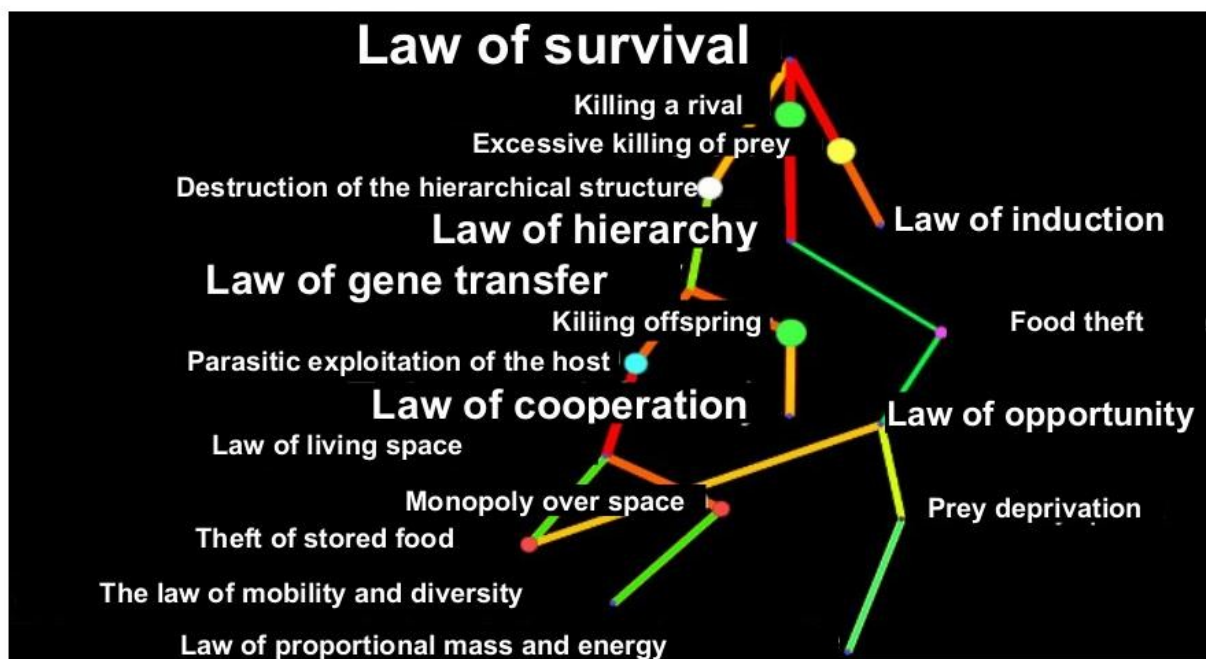 Law of survival
Killing a rival
Excessive killing of prey
Destruction of the hierarchical structure
Law of hierarchy
Law of induction
Law of gene transfer
Kiliing offspring
Food theft
Parasitic exploitation of the host
Law of cooperation
Law of opportunity
Law of living space
Monopoly over space
Prey deprivation
Theft of stored food
The law of mobility and diversity
Law of proportional mass and energy